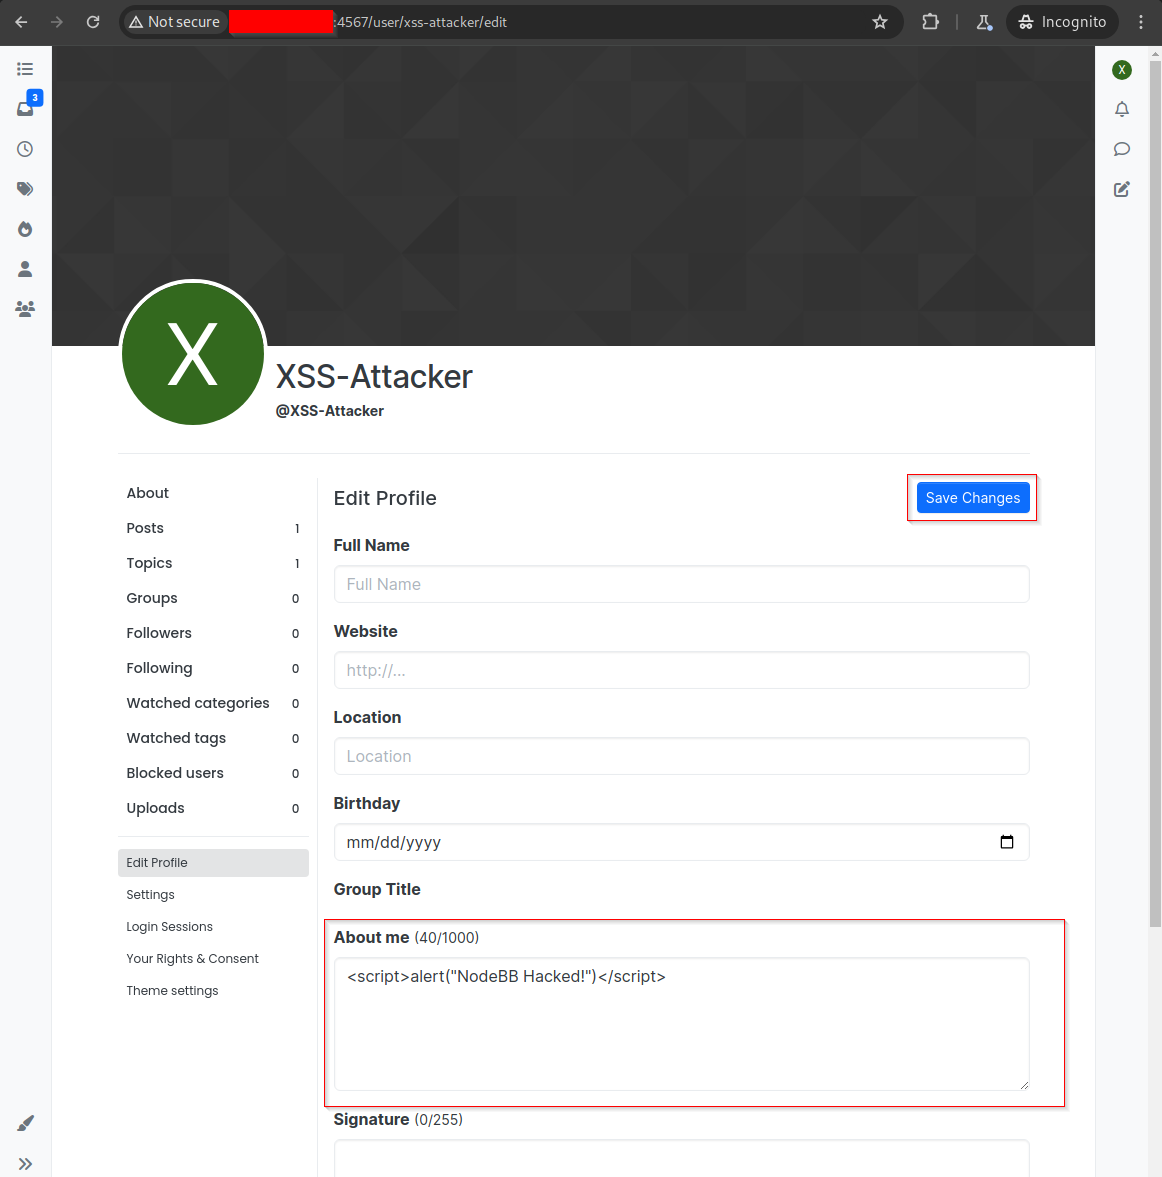 Not secure
:4567/user/xss-attacker/edit
Incognito
3
X
X
XSS-Attacker
@XSS-Attacker
About
Posts 1
Topics 1
Groups 0
Followers 0
Following 0
Watched categories 0
Watched tags 0
Blocked users 0
Uploads 0
Edit Profile
Settings
Login Sessions
Your Rights & Consent
Theme settings
Edit Profile
Save Changes
Full Name
Full Name
Website
http://...
Location
Location
Birthday
mm/dd/yyyy
Group Title
About me (40/1000)
<script>alert("NodeBB Hacked!")</script>
Signature (0/255)